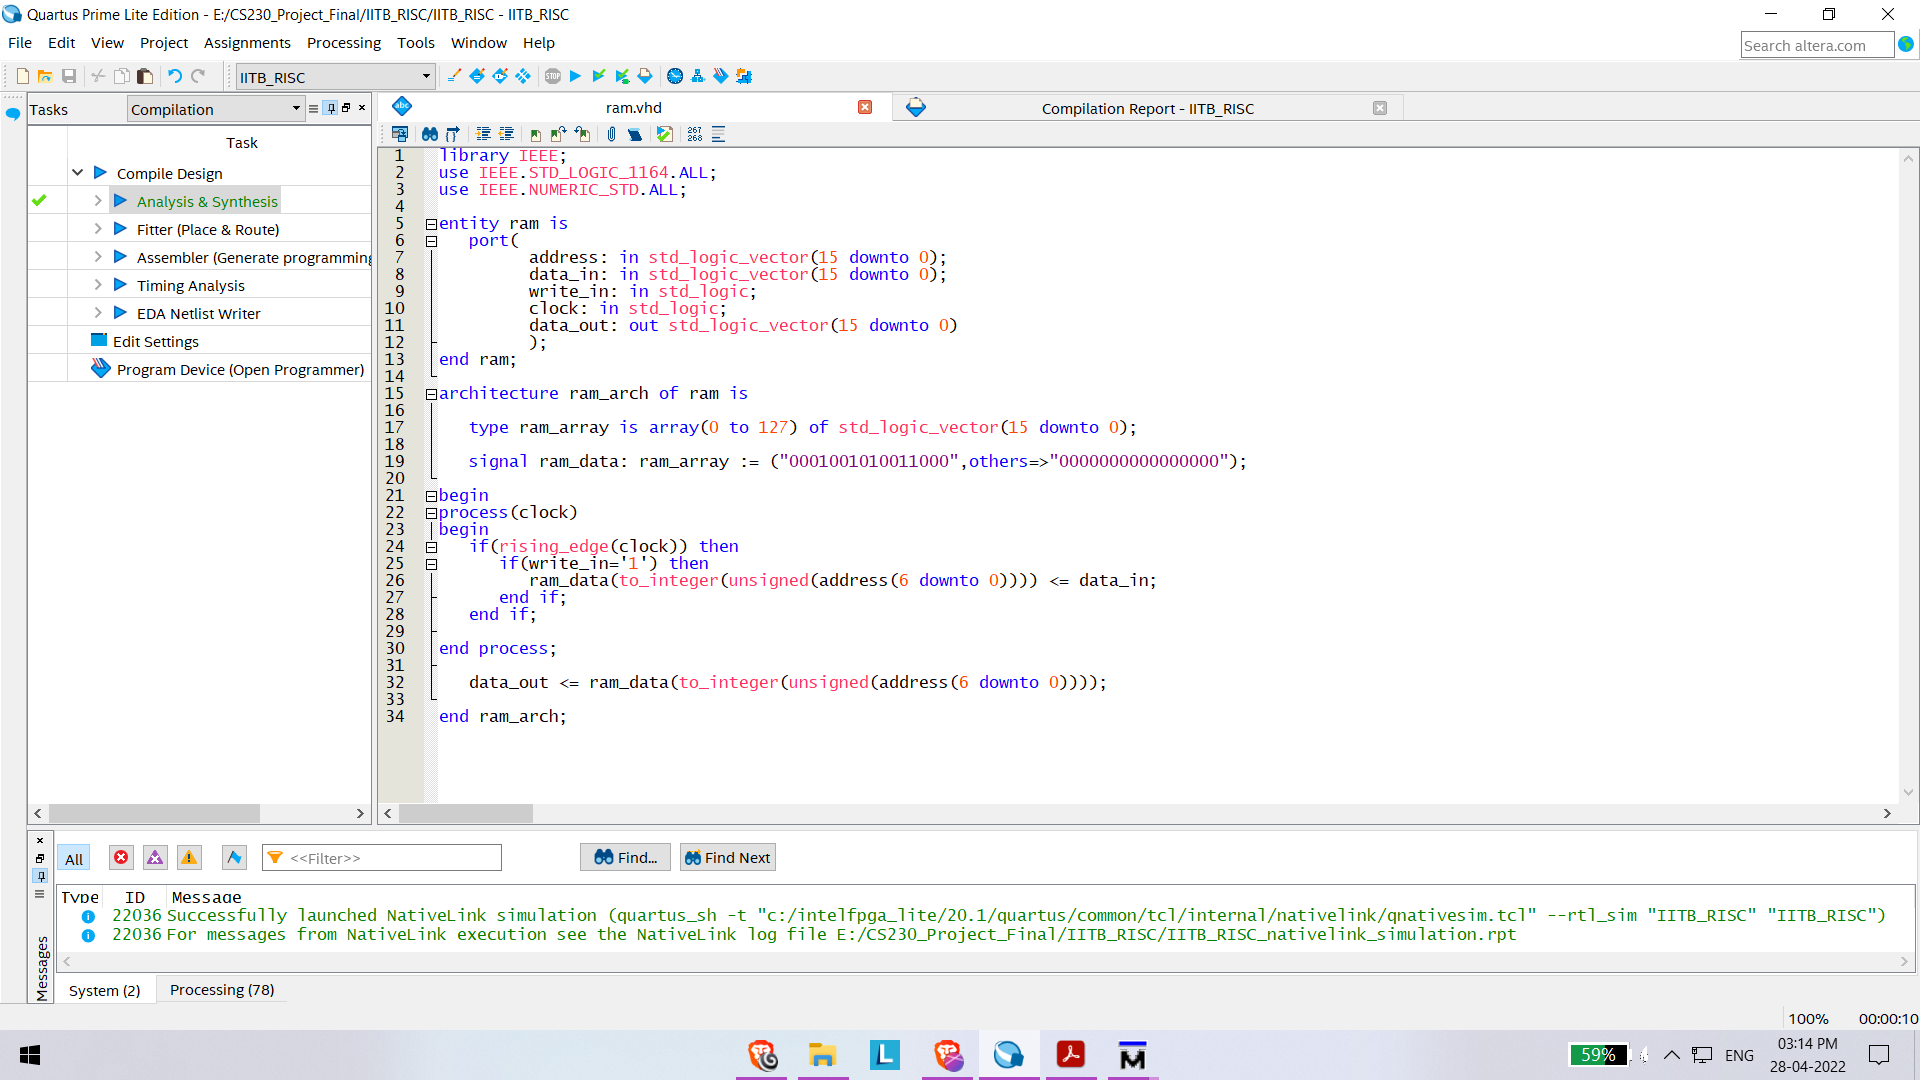 Quartus Prime Lite Edition - E:/CS230_Project_Final/IITB_RISC/IITB_RISC - IITB_RISC
File Edit View Project Assignments Processing Tools Window Help
Search altera.com
IITB_RISC
Tasks Compilation
ram.vhd
Compilation Report - IITB_RISC
Task
Compile Design
Analysis & Synthesis
Fitter (Place & Route)
Assembler (Generate programming
Timing Analysis
EDA Netlist Writer
Edit Settings
Program Device (Open Programmer)
267
268
1 library IEEE;
2 use IEEE.STD_LOGIC_1164.ALL;
3 use IEEE.NUMERIC_STD.ALL;
4
5 entity ram is
6 port(
7 address: in std_logic_vector(15 downto 0);
8 data_in: in std_logic_vector(15 downto 0);
9 write_in: in std_logic;
10 clock: in std_logic;
11 data_out: out std_logic_vector(15 downto 0)
12 );
13 end ram;
14
15 architecture ram_arch of ram is
16
17 type ram_array is array(0 to 127) of std_logic_vector(15 downto 0);
18
19 signal ram_data: ram_array := ("0001001010011000",others=>"0000000000000000");
20
21 begin
22 process(clock)
23 begin
24 if(rising_edge(clock)) then
25 if(write_in='1') then
26 ram_data(to_integer(unsigned(address(6 downto 0)))) <= data_in;
27 end if;
28 end if;
29
30 end process;
31
32 data_out <= ram_data(to_integer(unsigned(address(6 downto 0))));
33
34 end ram_arch;
All
<<Filter>>
Find...
Find Next
Type ID Message
22036 Successfully launched NativeLink simulation (quartus_sh -t "c:/intelfpga_lite/20.1/quartus/common/tcl/internal/nativelink/qnativesim.tcl" --rtl_sim "IITB_RISC" "IITB_RISC")
22036 For messages from NativeLink execution see the NativeLink log file E:/CS230_Project_Final/IITB_RISC/IITB_RISC_nativelink_simulation.rpt
Messages
System (2) Processing (78)
100% 00:00:10
59%
ENG
03:14 PM
28-04-2022